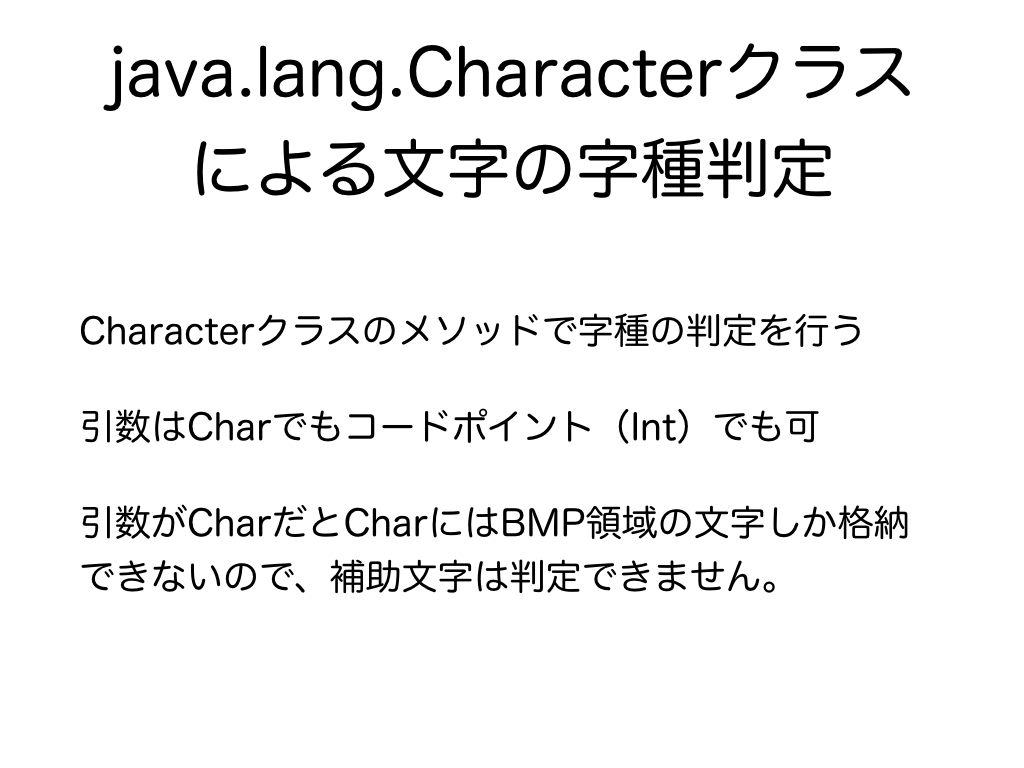 java.lang.Characterクラス
による文字の字種判定
Characterクラスのメソッドで字種の判定を行う
引数はCharでもコードポイント（Int）でも可
引数がCharだとCharにはBMP領域の文字しか格納
できないので、補助文字は判定できません。